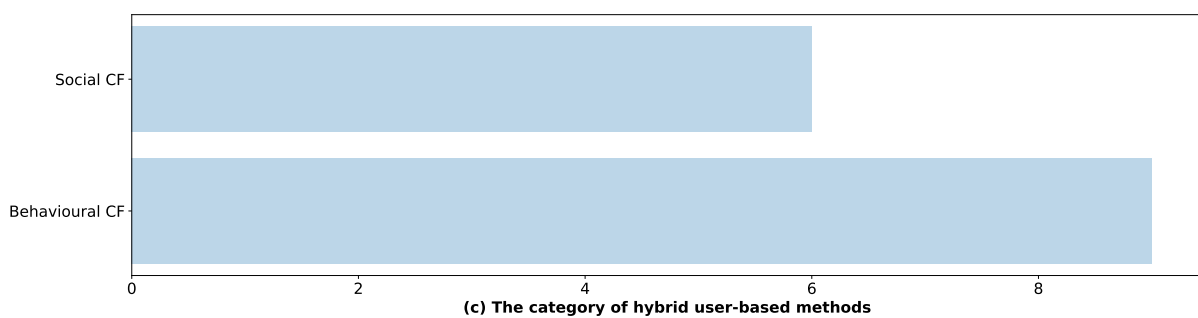 Social CF
Behavioural CF
0 2 4 6 8
(c) The category of hybrid user-based methods